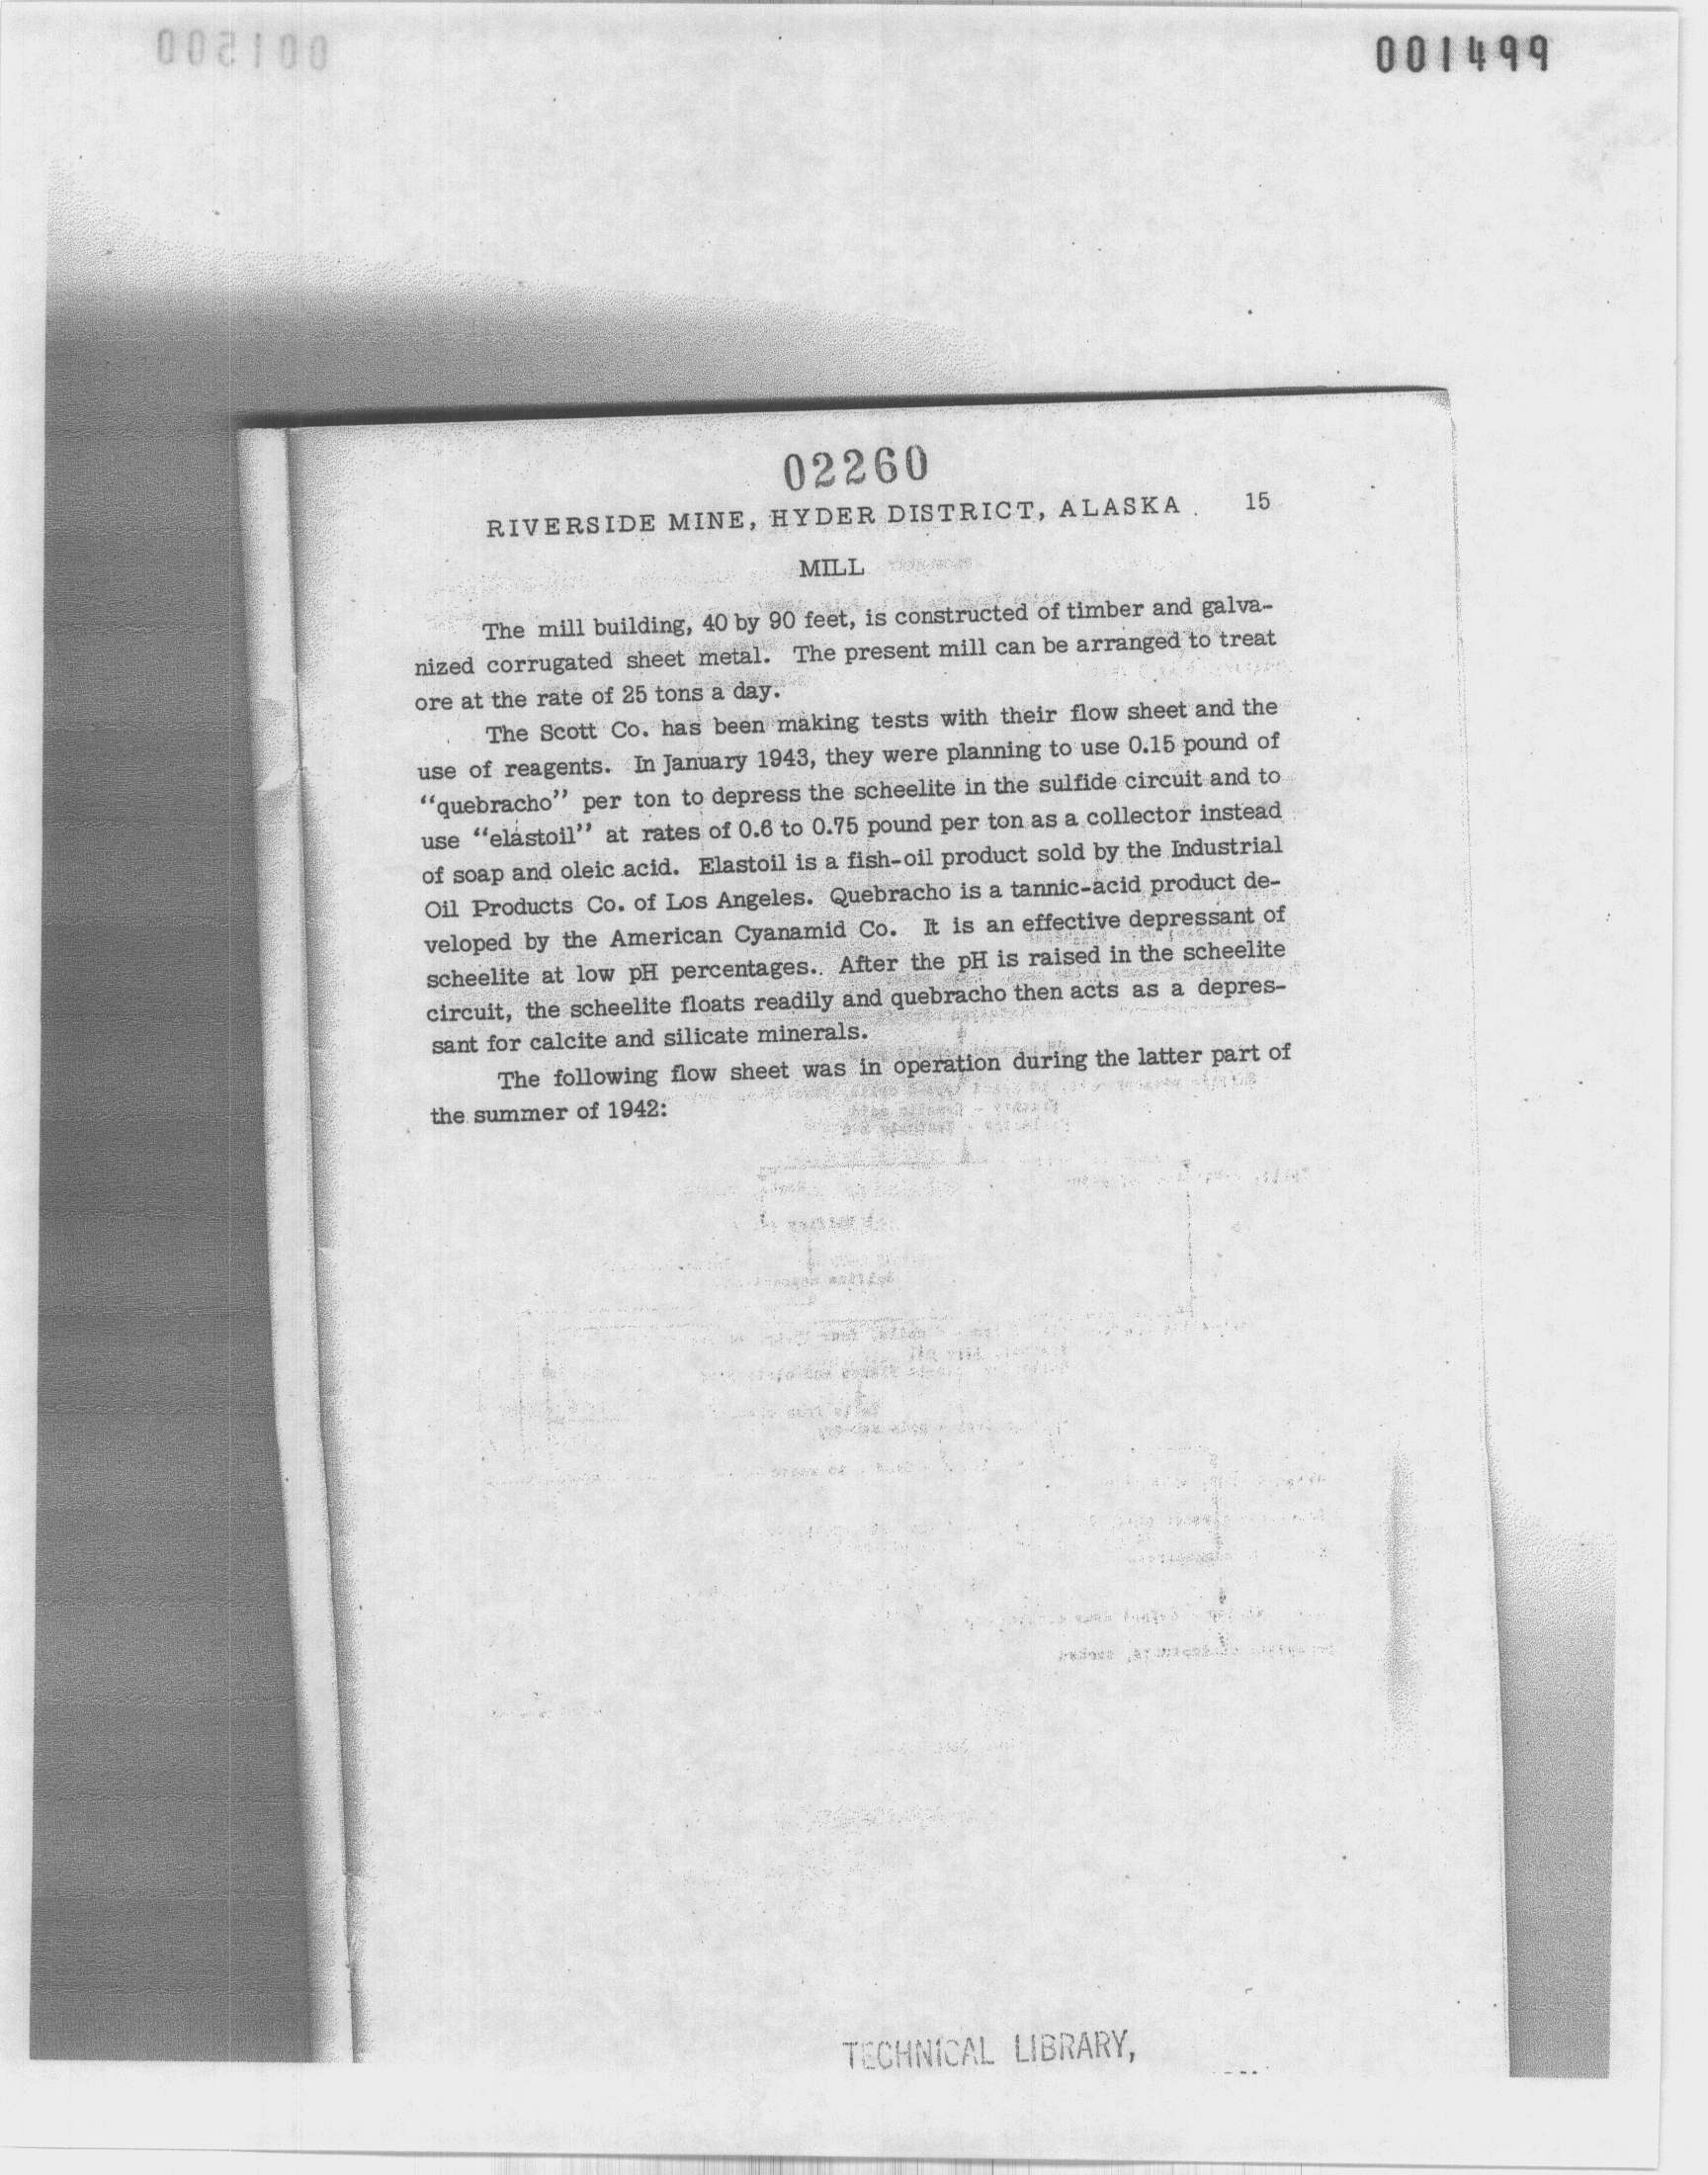 001499
02260
RIVERSIDE MINE, HYDER DISTRICT, ALASKA 15
MILL
The mill building, 40 by 90 feet, is constructed of timber and galva-
nized corrugated sheet metal. The present mill can be arranged to treat
ore at the rate of 25 tons a day.
The Scott Co. has been making tests with their flow sheet and the
use of reagents. In January 1943, they were planning to use 0.15 pound of
“quebracho” per ton to depress the scheelite in the sulfide circuit and to
use “elastoil” at rates of 0.6 to 0.75 pound per ton as a collector instead
of soap and oleic acid. Elastoil is a fish-oil product sold by the Industrial
Oil Products Co. of Los Angeles. Quebracho is a tannic-acid product de-
veloped by the American Cyanamid Co. It is an effective depressant of
scheelite at low pH percentages. After the pH is raised in the scheelite
circuit, the scheelite floats readily and quebracho then acts as a depres-
sant for calcite and silicate minerals.
The following flow sheet was in operation during the latter part of
the summer of 1942:
TECHNICAL LIBRARY,